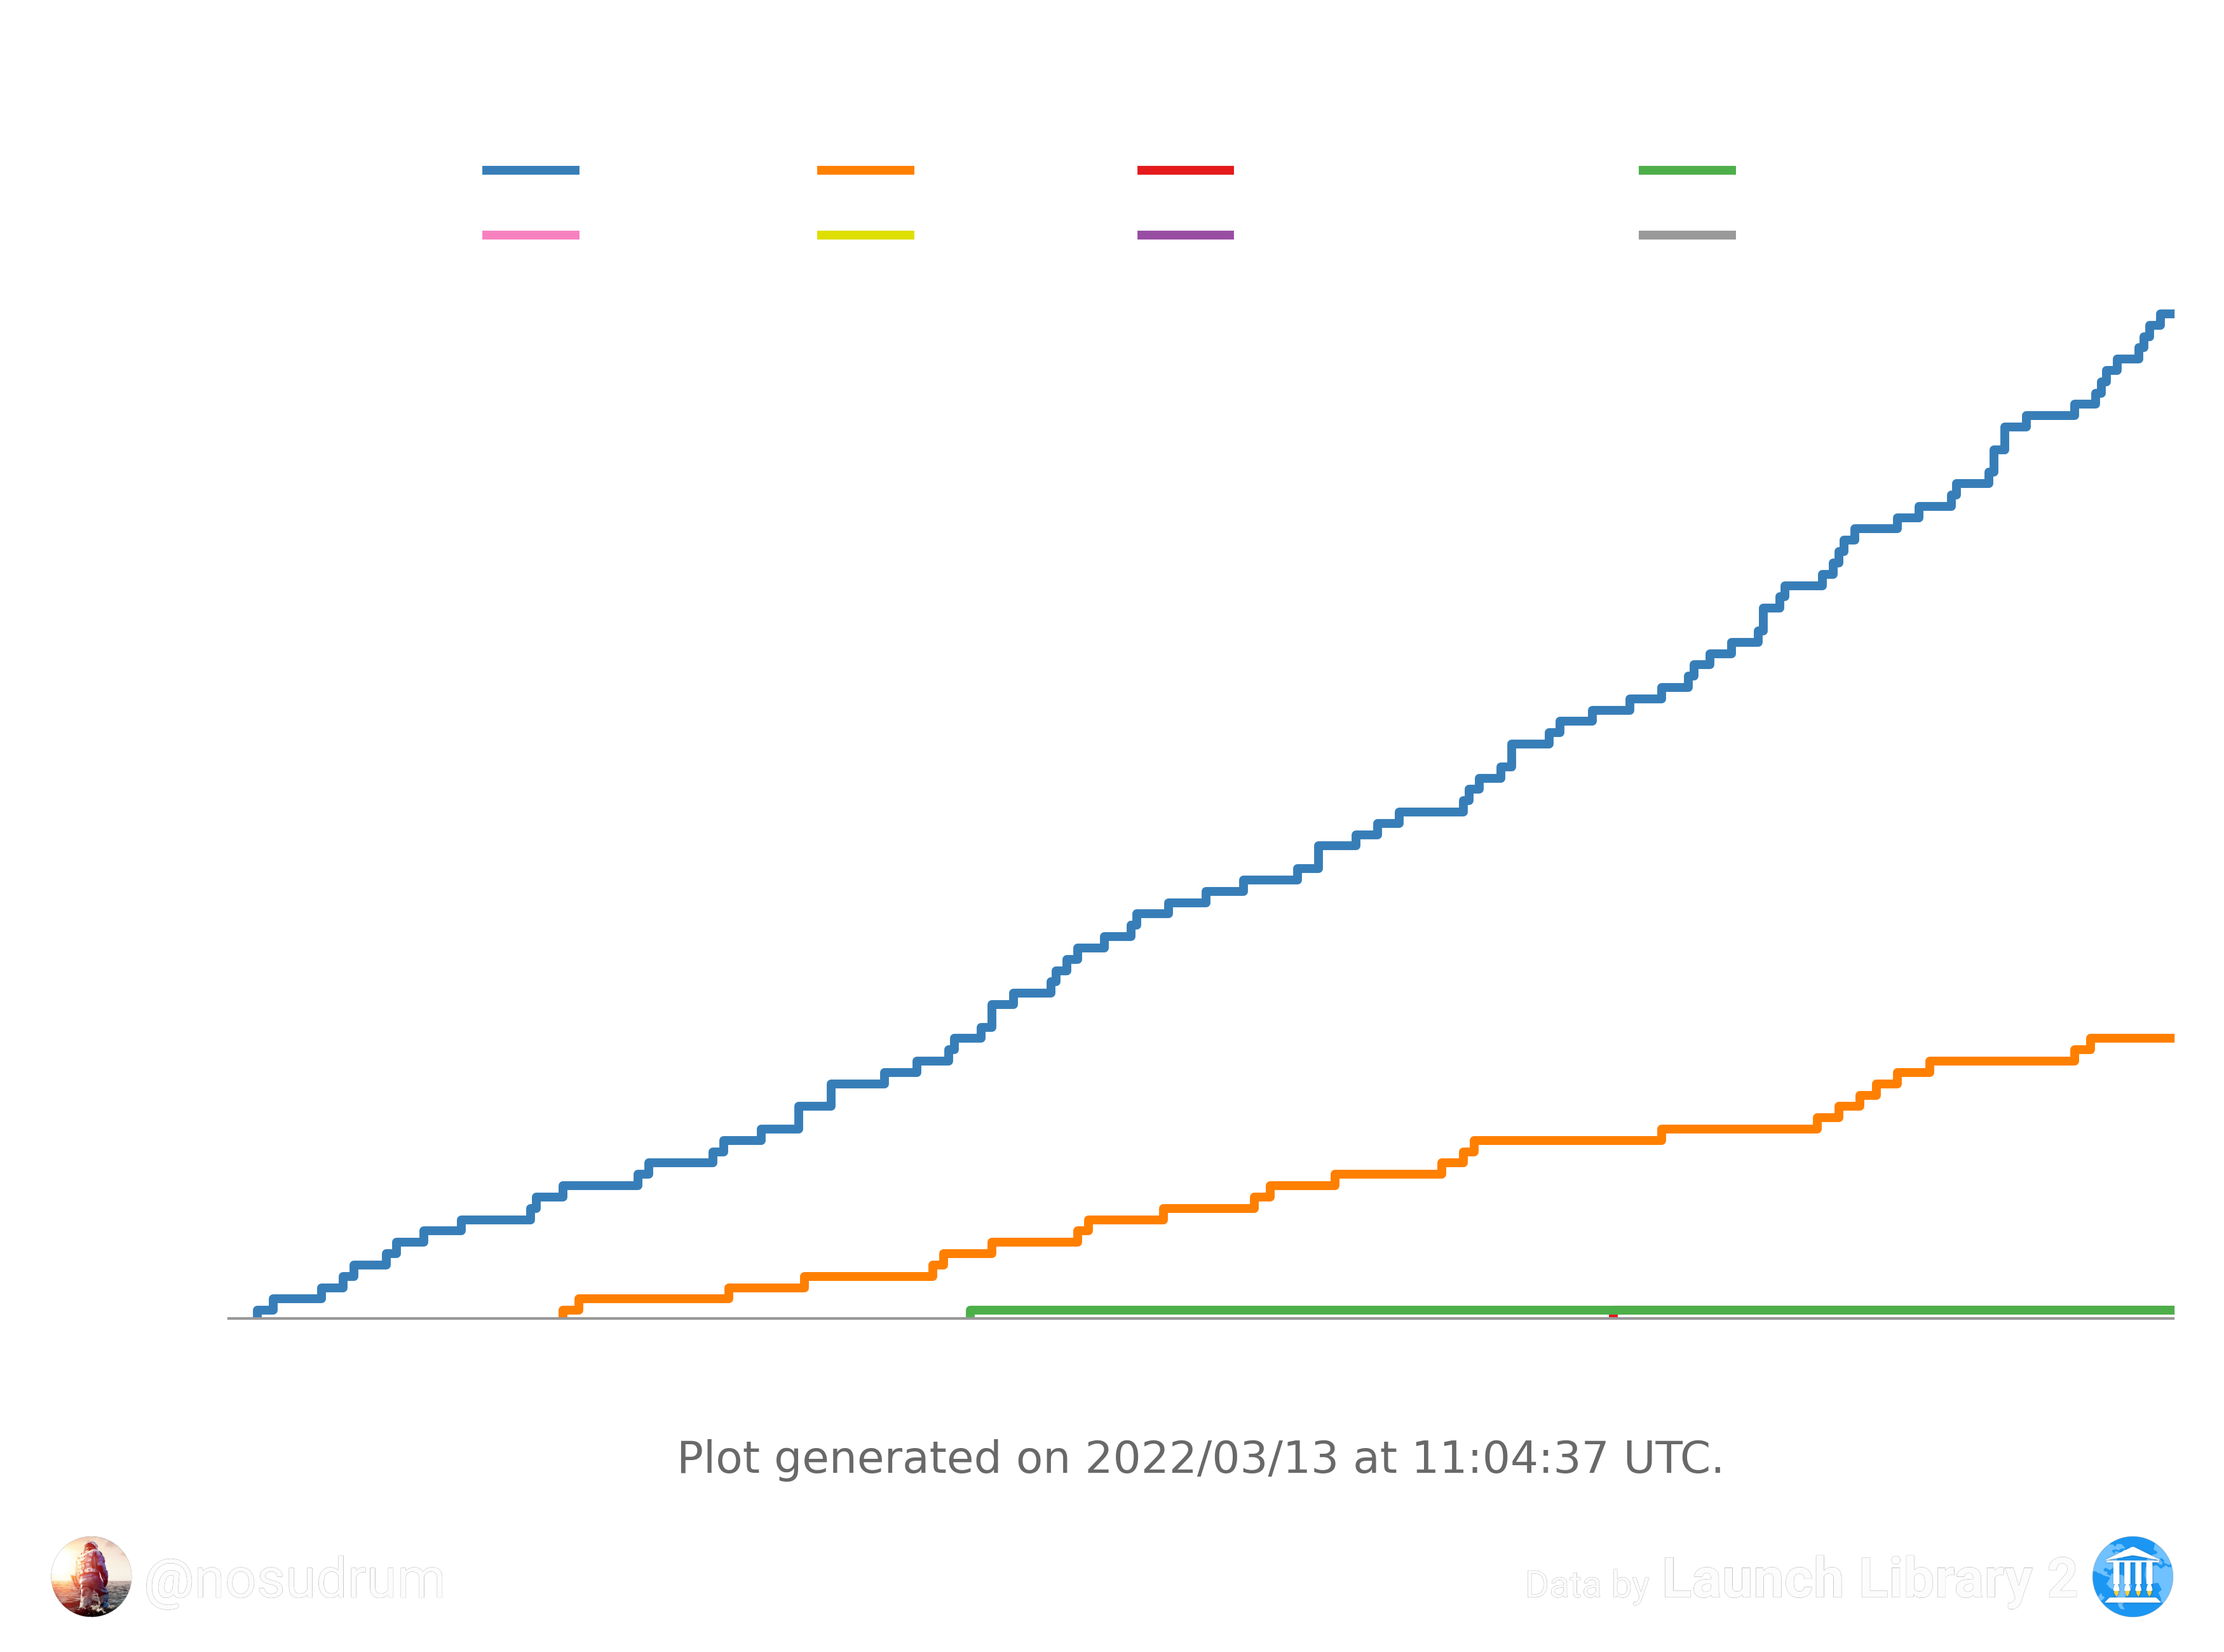 Plot generated on 2022/03/13 at 11:04:37 UTC.
@nosudrum
Data by Launch Library 2